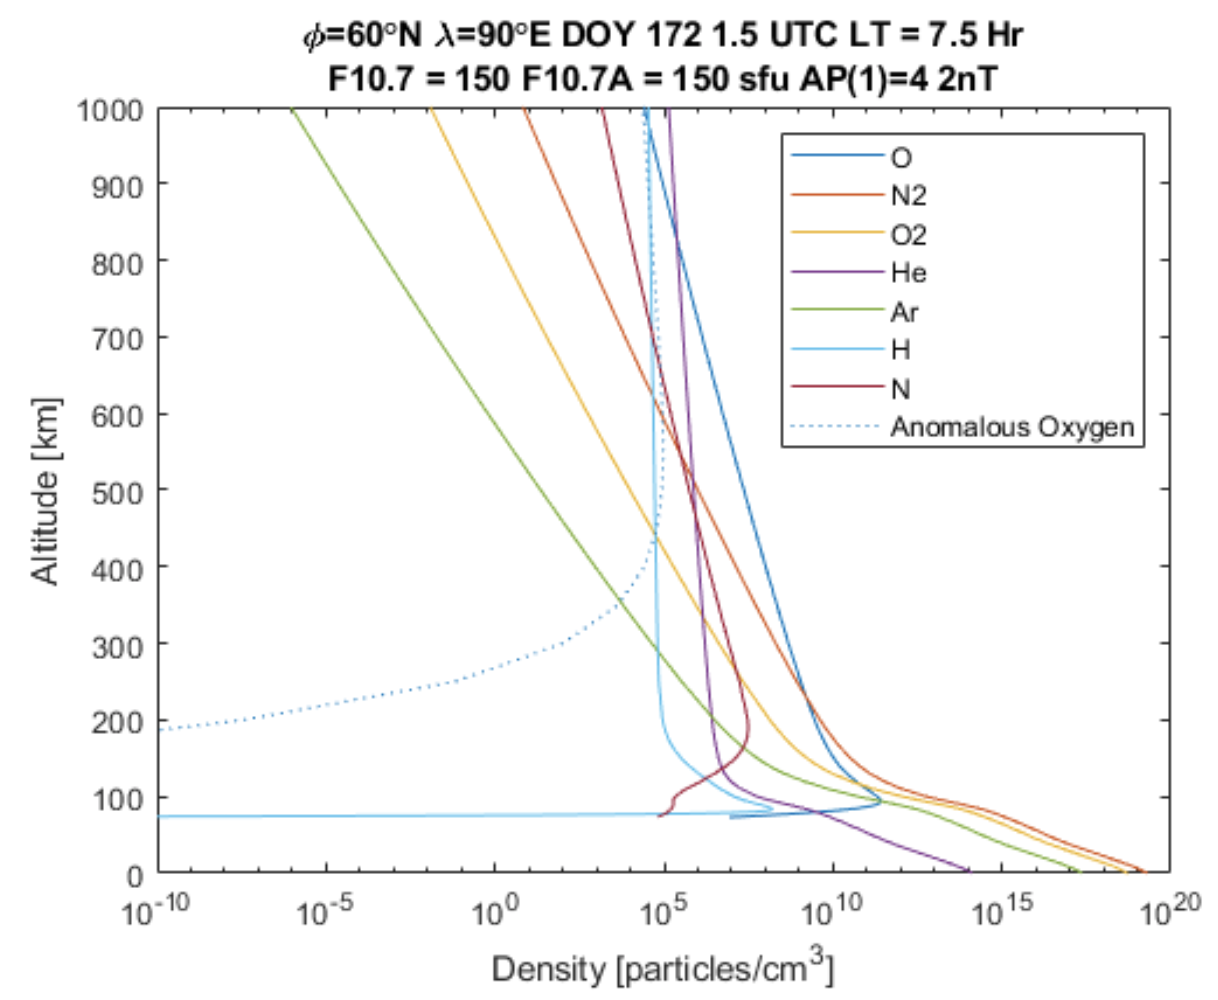 ϕ=60°N λ=90°E DOY 172 1.5 UTC LT = 7.5 Hr
F10.7 = 150 F10.7A = 150 sfu AP(1)=4 2nT
1000
900
800
700
600
500
400
300
200
100
0
Altitude [km]
O
N2
O2
He
Ar
H
N
Anomalous Oxygen
10^-10
10^-5
10^0
10^5
10^10
10^15
10^20
Density [particles/cm^3]